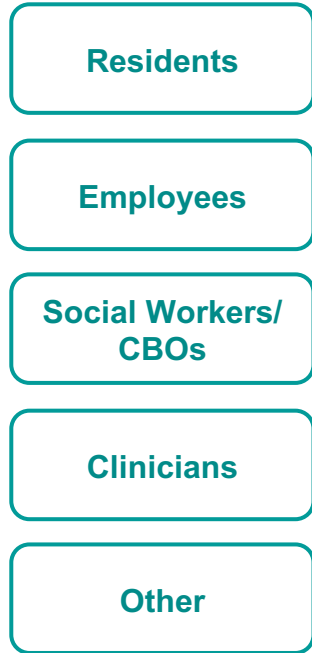 Residents
Employees
Social Workers/
CBOs
Clinicians
Other